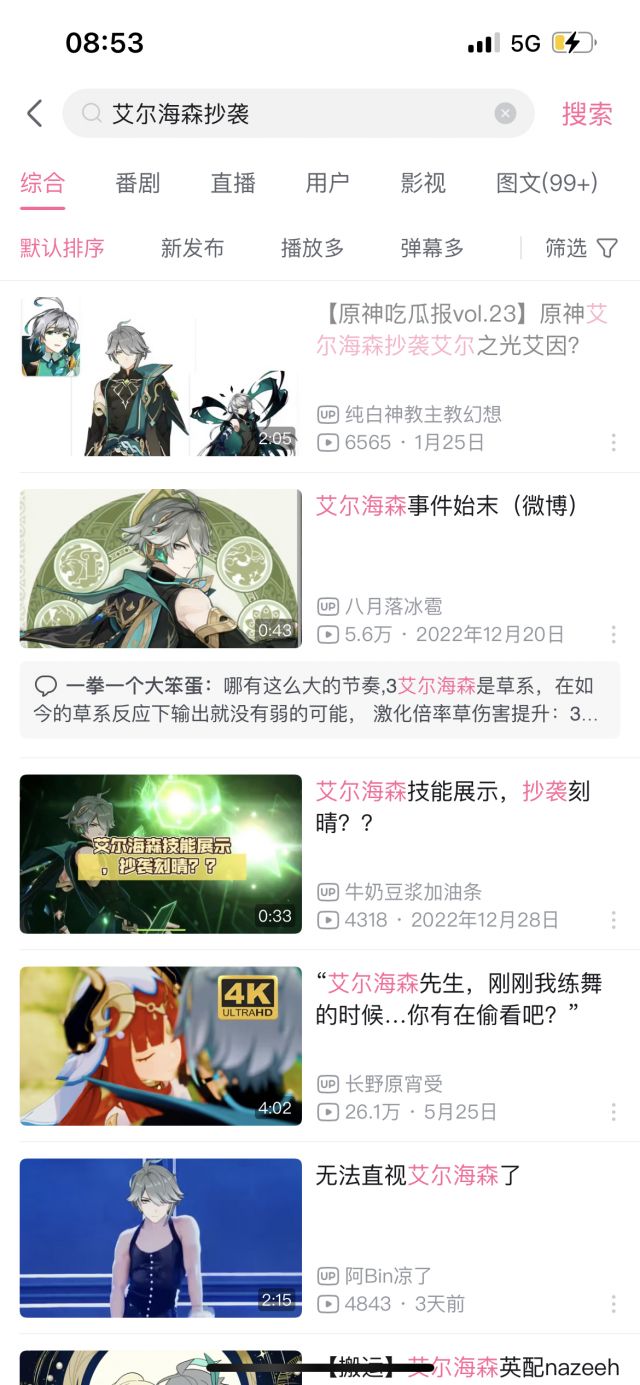 08:53
5G
艾尔海森抄袭
搜索
综合 番剧 直播 用户 影视 图文(99+)
默认排序 新发布 播放多 弹幕多 筛选
【原神吃瓜报vol.23】原神艾
尔海森抄袭艾尔之光艾因?
2:05
UP 纯白神教主教幻想
6565 · 1月25日
艾尔海森事件始末（微博）
0:43
UP 八月落冰雹
5.6万 · 2022年12月20日
一拳一个大笨蛋：哪有这么大的节奏,3艾尔海森是草系，在如
今的草系反应下输出就没有弱的可能， 激化倍率草伤害提升：3...
艾尔海森技能展示，抄袭刻
晴？？
艾尔海森技能展示
，抄袭刻晴？？
0:33
UP 牛奶豆浆加油条
4318 · 2022年12月28日
“艾尔海森先生，刚刚我练舞
的时候...你有在偷看吧？”
4K
ULTRAHD
4:02
UP 长野原宵受
26.1万 · 5月25日
无法直视艾尔海森了
2:15
UP 阿Bin凉了
4843 · 3天前
【搬运】艾尔海森英配nazeeh